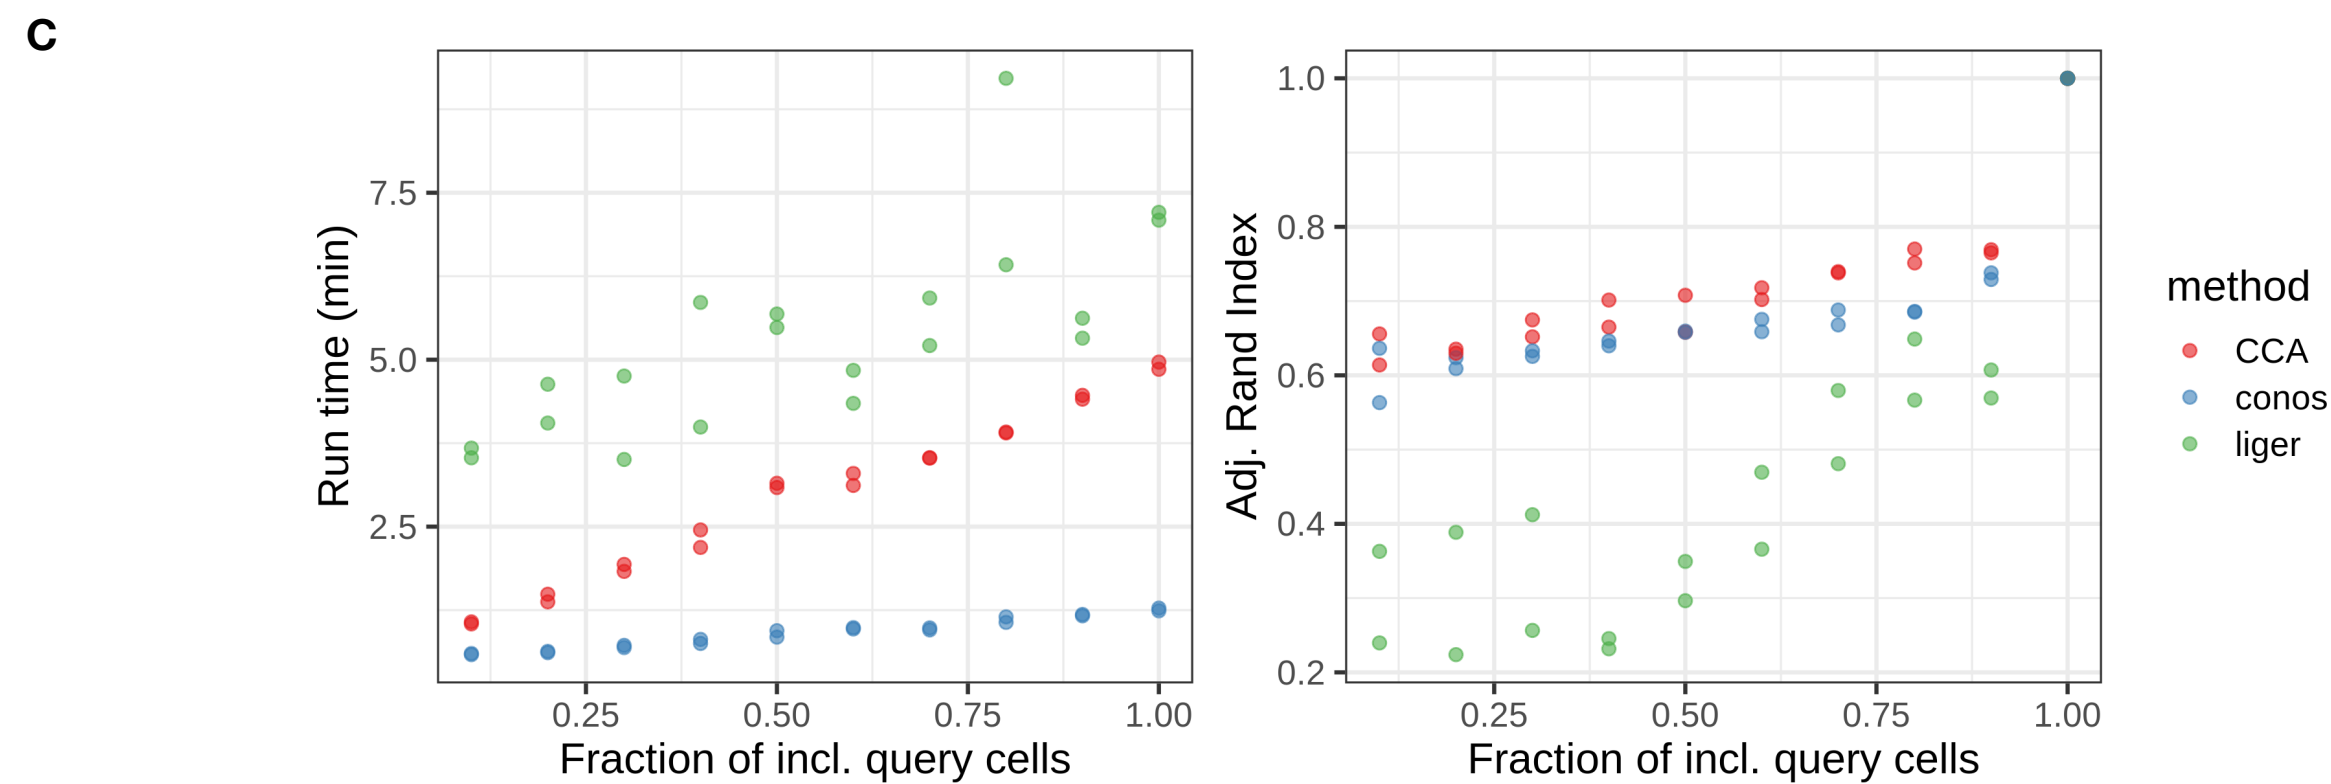 C
Run time (min)
7.5
5.0
2.5
0.25 0.50 0.75 1.00
Fraction of incl. query cells
Adj. Rand Index
1.0
0.8
0.6
0.4
0.2
0.25 0.50 0.75 1.00
Fraction of incl. query cells
method
CCA
conos
liger